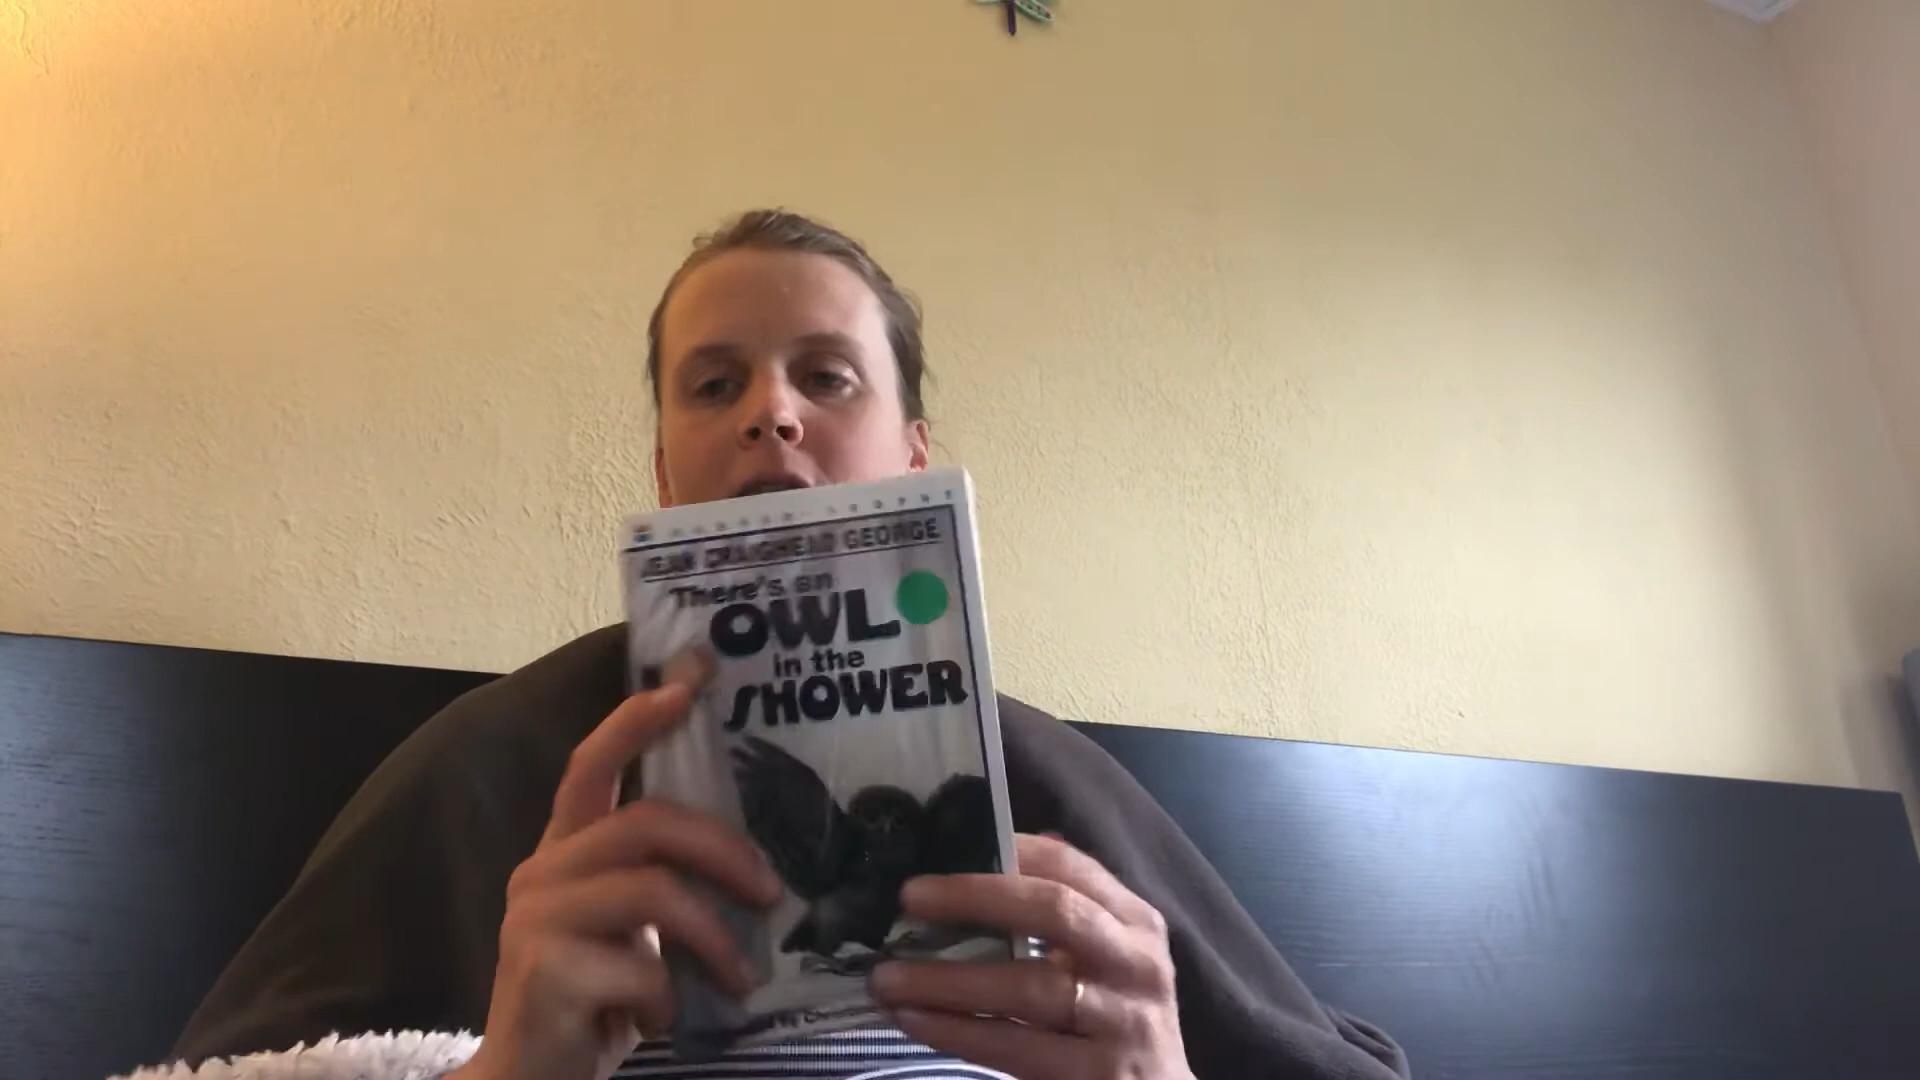 JEAN CRAIGHEAD GEORGE
There's an
OWL
in the
SHOWER